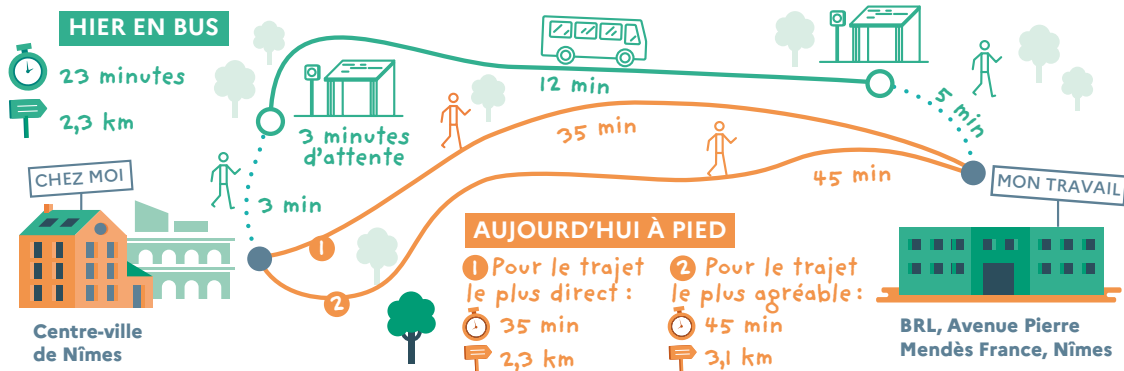 HIER EN BUS
23 minutes
2,3 km
3 min
3 minutes
d'attente
12 min
5 min
CHEZ MOI
Centre-ville
de Nîmes
35 min
45 min
1
2
MON TRAVAIL
BRL, Avenue Pierre
Mendès France, Nîmes
AUJOURD'HUI À PIED
1 Pour le trajet
le plus direct :
35 min
2,3 km
2 Pour le trajet
le plus agréable :
45 min
3,1 km